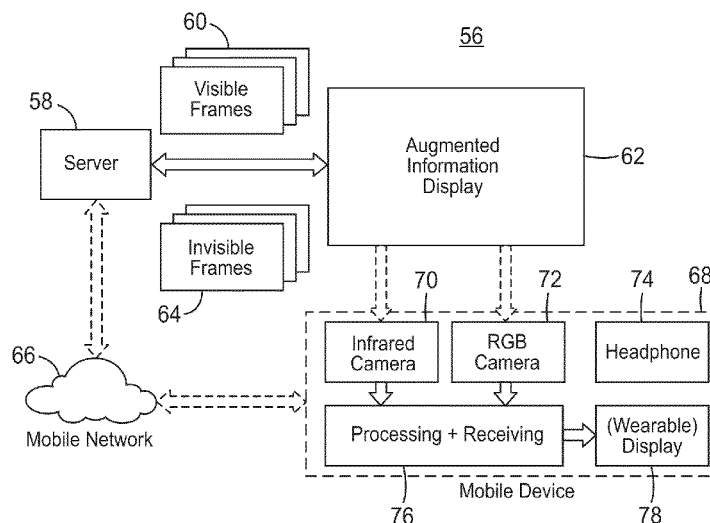 60
56
Visible
Frames
58
Server
Augmented
Information
Display
62
Invisible
Frames
64
70
72
74
68
Infrared
Camera
RGB
Camera
Headphone
66
Mobile Network
Processing + Receiving
(Wearable)
Display
76
Mobile Device
78